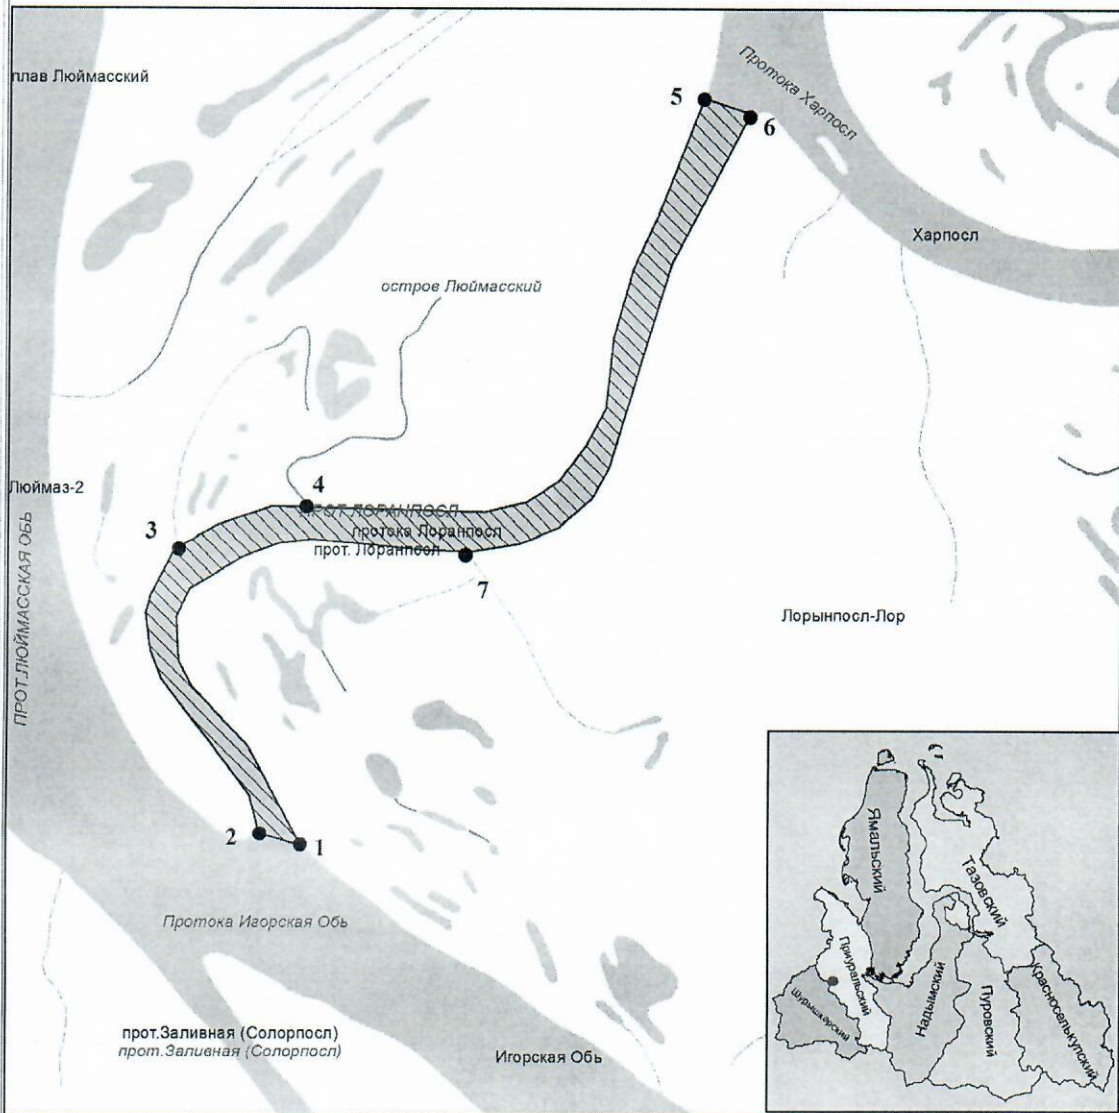 плав Люймасский
Протока Харпосл
5
6
Харпосл
остров Люймасский
Люймаз-2
4
ПРОТ.ЛОРАНПОСЛ
протока Лоранпосл
прот. Лоранпосл
3
7
ПРОТ.ЛЮЙМАССКАЯ ОБЬ
Лорынпосл-Лор
2
1
Протока Игорская Обь
прот.Заливная (Солорпосл)
прот.Заливная (Солорпосл)
Игорская Обь
Ямальский
Тазовский
Приуральский
Шурышкарский
Надымский
Пуровский
Красноселькупский